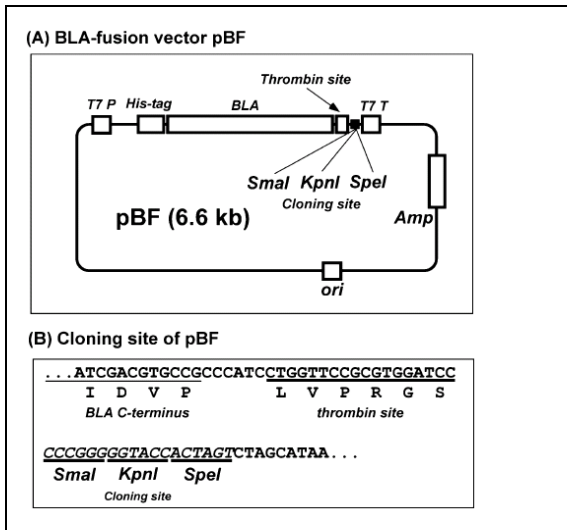 (A) BLA-fusion vector pBF
Thrombin site
T7 P His-tag BLA T7 T
SmaI KpnI SpeI
Cloning site
pBF (6.6 kb)
Amp
ori
(B) Cloning site of pBF
...ATCGACGTGCCGCCCATCCTGGTTCCGCGTGGATCC
I D V P L V P R G S
BLA C-terminus thrombin site
CCCGGGGGTACCACTAGTCTAGCATAA...
SmaI KpnI SpeI
Cloning site